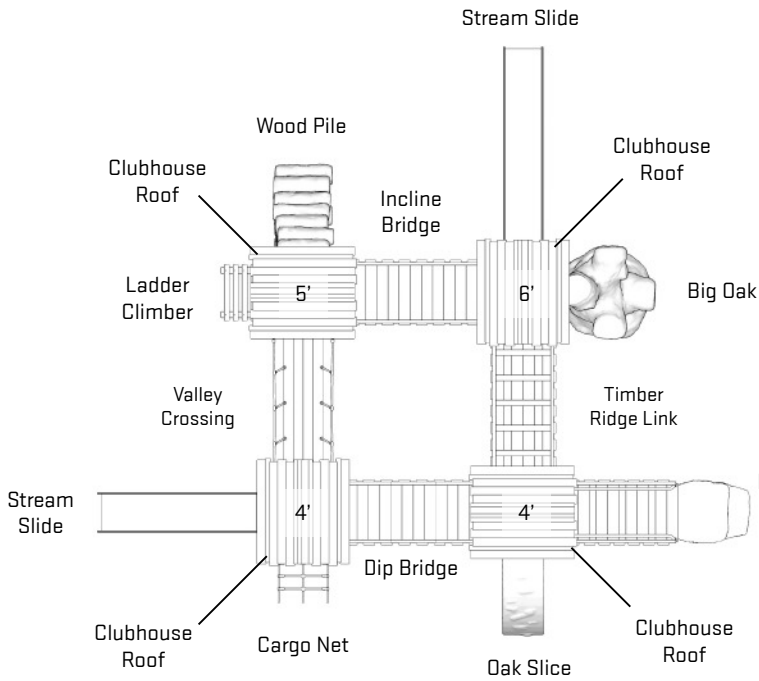 Stream Slide
Wood Pile
Clubhouse
Roof
Clubhouse
Roof
Incline
Bridge
Ladder
Climber
5’
6’
Big Oak
Valley
Crossing
Timber
Ridge Link
Stream
Slide
4’
4’
Dip Bridge
Clubhouse
Roof
Cargo Net
Oak Slice
Clubhouse
Roof